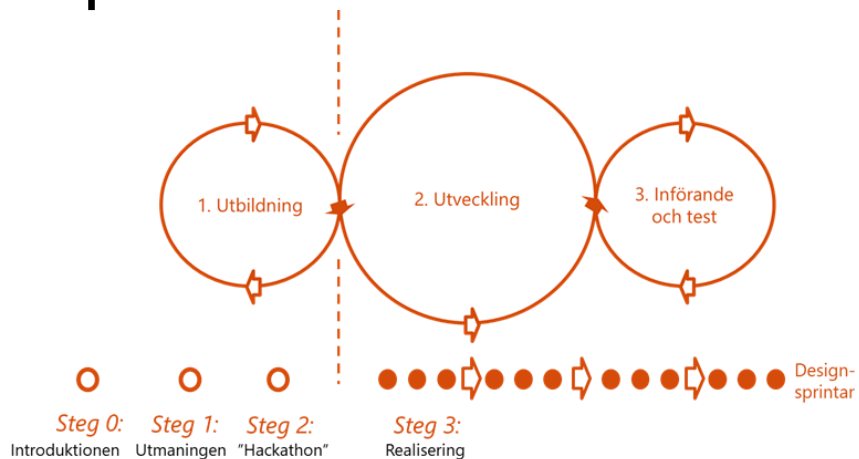 1. Utbildning
2. Utveckling
3. Införande
och test
Design-
sprintar
Steg 0:
Steg 1:
Steg 2:
Steg 3:
Introduktionen
Utmaningen
"Hackathon"
Realisering